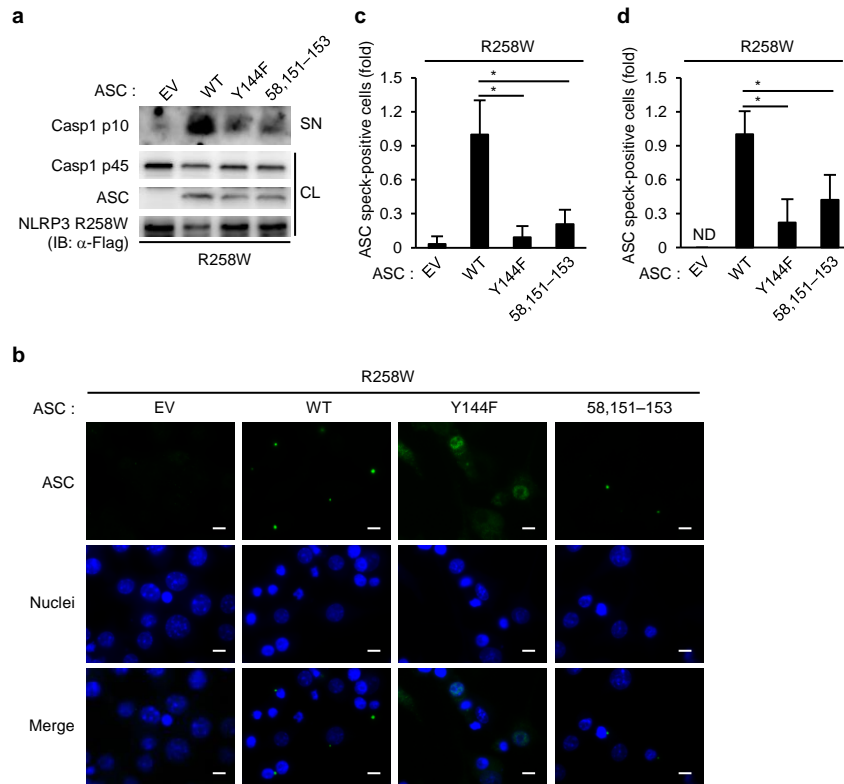 a
ASC :
EV
WT
Y144F
58,151–153
Casp1 p10
SN
Casp1 p45
ASC
CL
NLRP3 R258W
(IB: α-Flag)
R258W
c
R258W
ASC speck-positive cells (fold)
1.5
1.2
0.9
0.6
0.3
0
*
*
ASC :
EV
WT
Y144F
58,151–153
d
R258W
ASC speck-positive cells (fold)
1.5
1.2
0.9
0.6
0.3
0
*
*
ND
ASC :
EV
WT
Y144F
58,151–153
b
R258W
ASC : EV WT Y144F 58,151–153
ASC
Nuclei
Merge